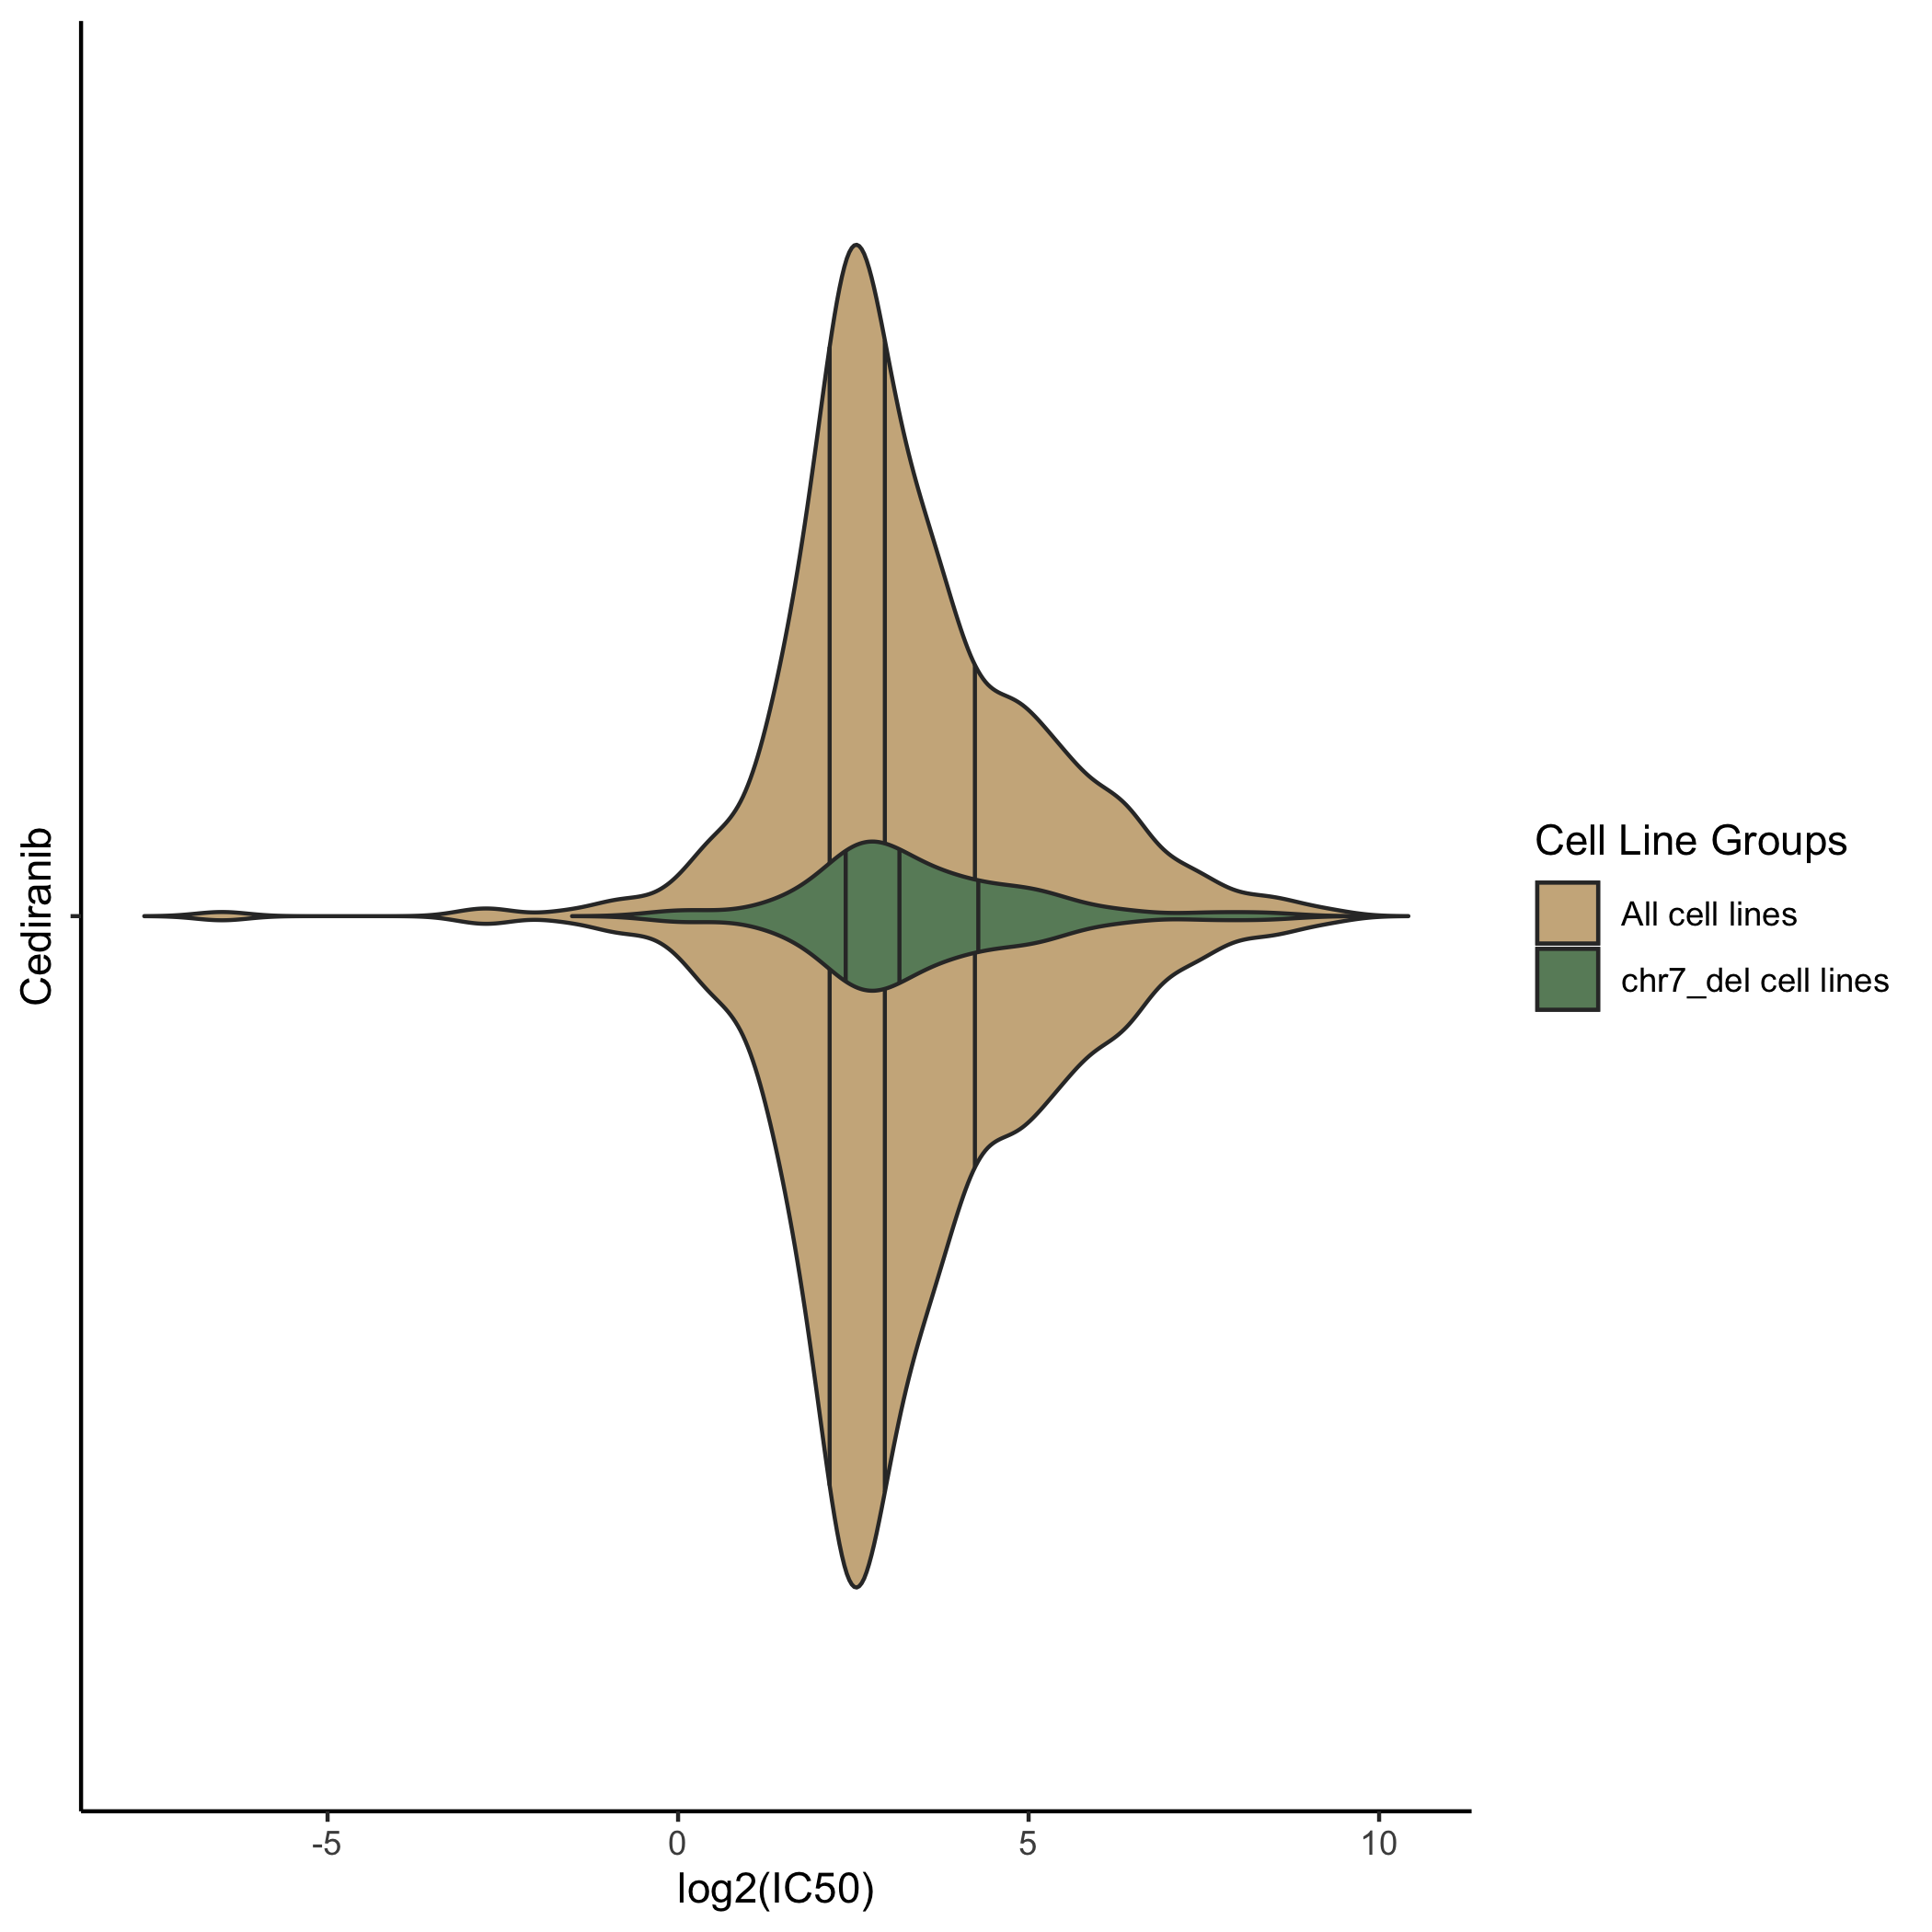 Cediranib
-5
0
5
10
log2(IC50)
Cell Line Groups
All cell lines
chr7_del cell lines